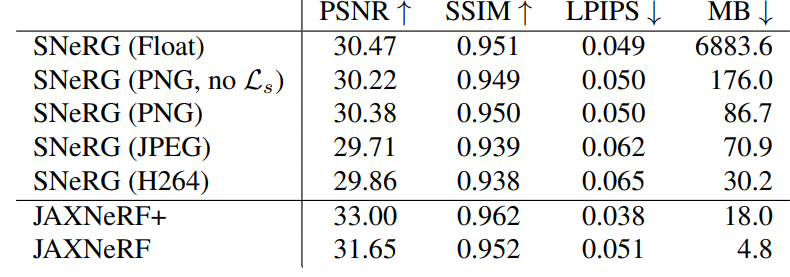 PSNR ↑ SSIM ↑ LPIPS ↓ MB ↓
SNeRG (Float) 30.47 0.951 0.049 6883.6
SNeRG (PNG, no ℒₛ) 30.22 0.949 0.050 176.0
SNeRG (PNG) 30.38 0.950 0.050 86.7
SNeRG (JPEG) 29.71 0.939 0.062 70.9
SNeRG (H264) 29.86 0.938 0.065 30.2
JAXNeRF+ 33.00 0.962 0.038 18.0
JAXNeRF 31.65 0.952 0.051 4.8